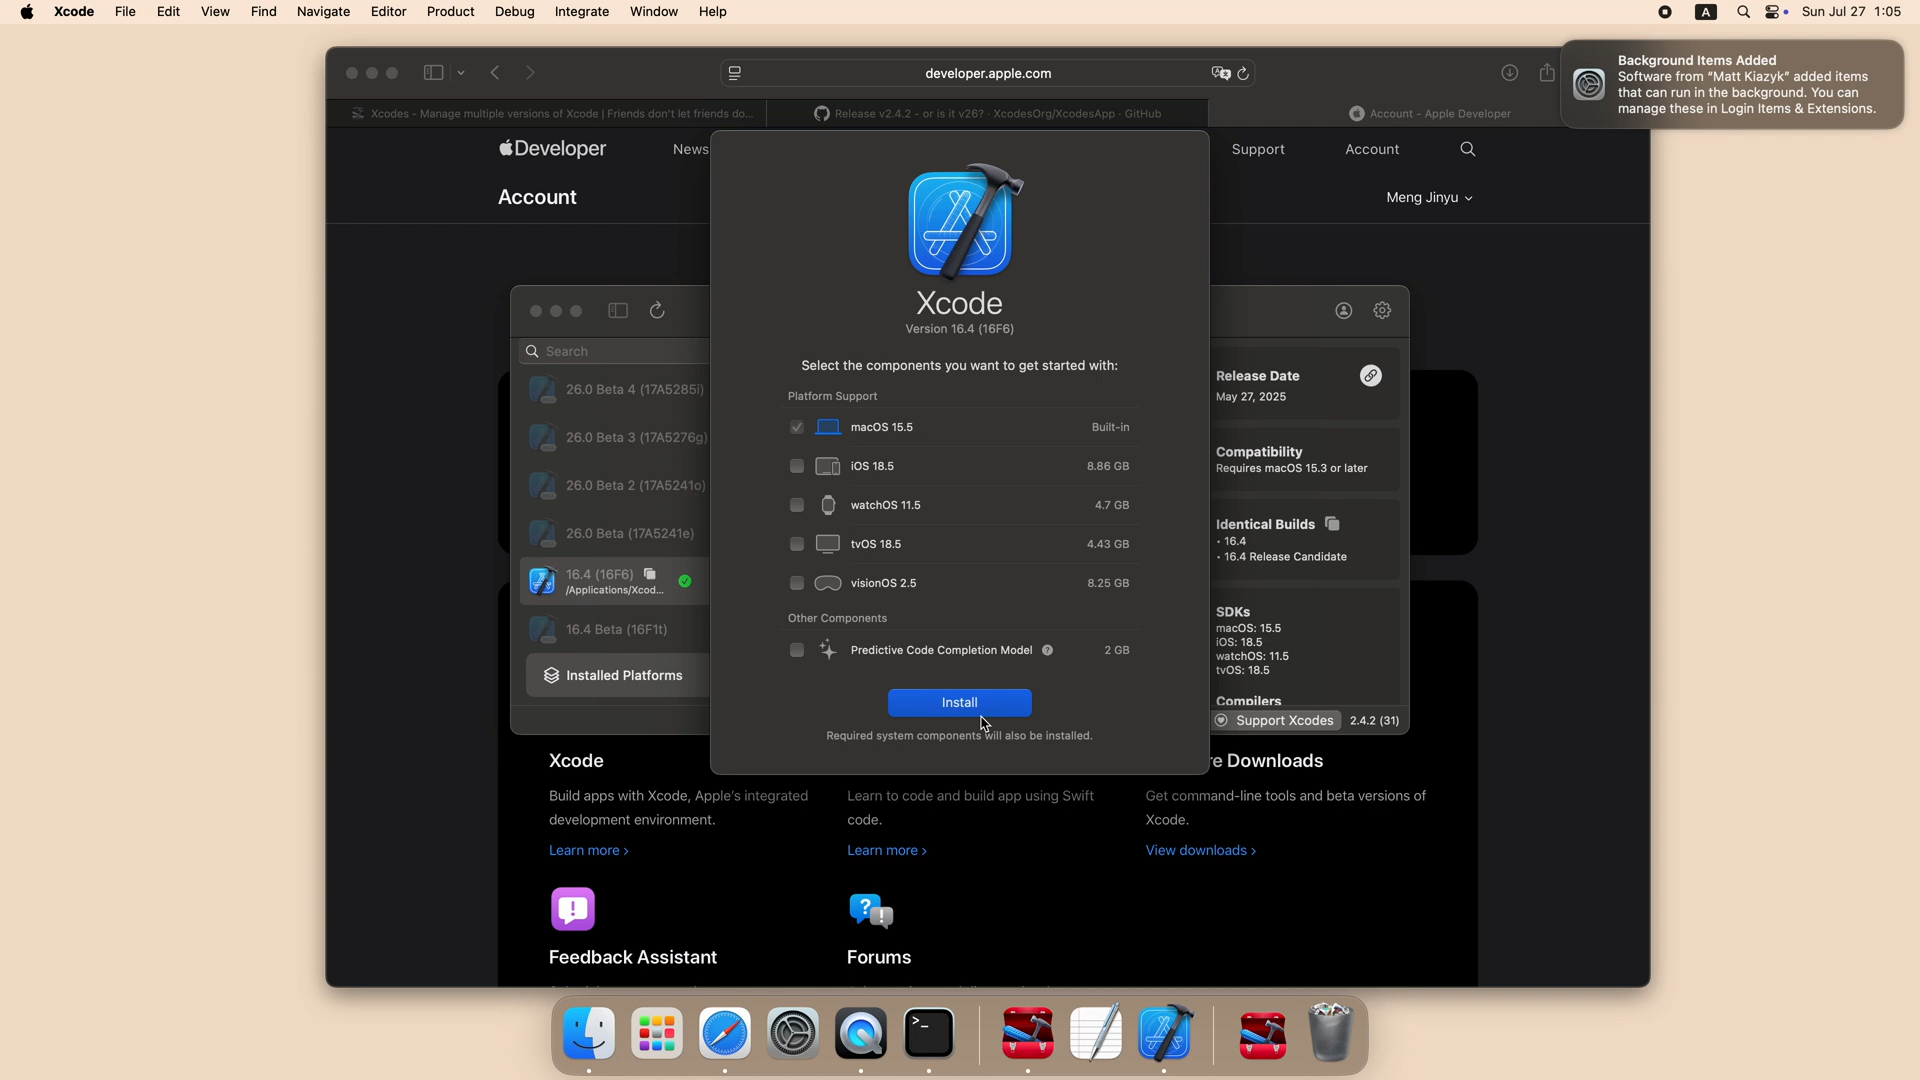 Xcode File Edit View Find Navigate Editor Product Debug Integrate Window Help
A Sun Jul 27 1:05
developer.apple.com
Background Items Added
Software from “Matt Kiazyk” added items
that can run in the background. You can
manage these in Login Items & Extensions.
Xcodes - Manage multiple versions of Xcode | Friends don't let friends do...
Release v2.4.2 - or is it v26? · XcodesOrg/XcodesApp · GitHub
Account - Apple Developer
Developer News Support Account
Account Meng Jinyu
Xcode
Version 16.4 (16F6)
Select the components you want to get started with:
Platform Support
macOS 15.5 Built-in
iOS 18.5 8.86 GB
watchOS 11.5 4.7 GB
tvOS 18.5 4.43 GB
visionOS 2.5 8.25 GB
Other Components
Predictive Code Completion Model ? 2 GB
Install
Required system components will also be installed.
Search
26.0 Beta 4 (17A5285i)
26.0 Beta 3 (17A5276g)
26.0 Beta 2 (17A5241o)
26.0 Beta (17A5241e)
16.4 (16F6)
/Applications/Xcod...
16.4 Beta (16F1t)
Installed Platforms
Release Date
May 27, 2025
Compatibility
Requires macOS 15.3 or later
Identical Builds
• 16.4
• 16.4 Release Candidate
SDKs
macOS: 15.5
iOS: 18.5
watchOS: 11.5
tvOS: 18.5
Compilers
Support Xcodes 2.4.2 (31)
Xcode
Build apps with Xcode, Apple's integrated
development environment.
Learn more ›
Learn to code and build app using Swift
code.
Learn more ›
re Downloads
Get command-line tools and beta versions of
Xcode.
View downloads ›
Feedback Assistant
Forums